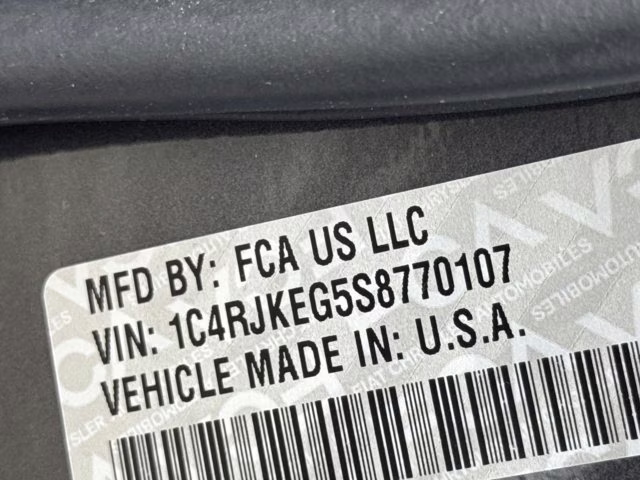 MFD BY: FCA US LLC
VIN: 1C4RJKEG5S8770107
VEHICLE MADE IN: U.S.A.